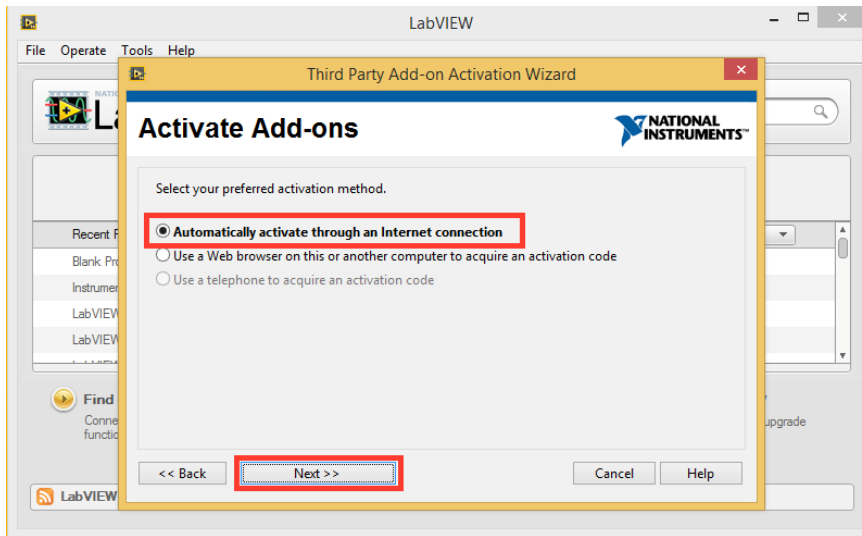 LabVIEW
File Operate Tools Help
Third Party Add-on Activation Wizard
NATIO
La
Activate Add-ons
NATIONAL
INSTRUMENTS™
Select your preferred activation method.
Automatically activate through an Internet connection
Use a Web browser on this or another computer to acquire an activation code
Use a telephone to acquire an activation code
Recent P
Blank Pro
Instrumen
LabVIEW
LabVIEW
Find
Conne
functio
upgrade
<< Back Next >> Cancel Help
LabVIEW